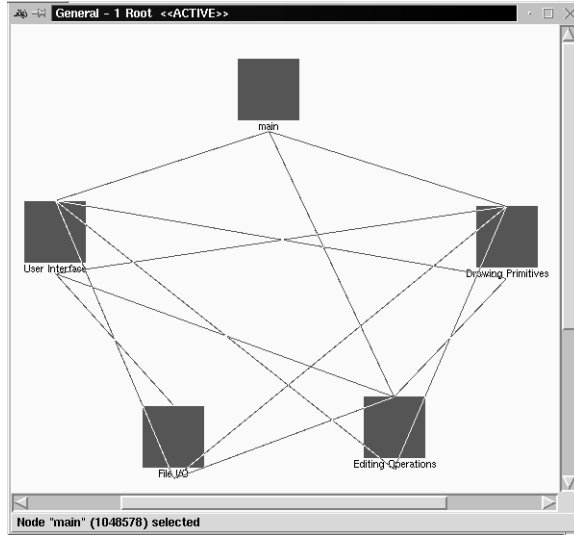 General - 1 Root <<ACTIVE>>
main
User Interface
Drawing Primitives
File I/O
Editing Operations
Node "main" (1048578) selected